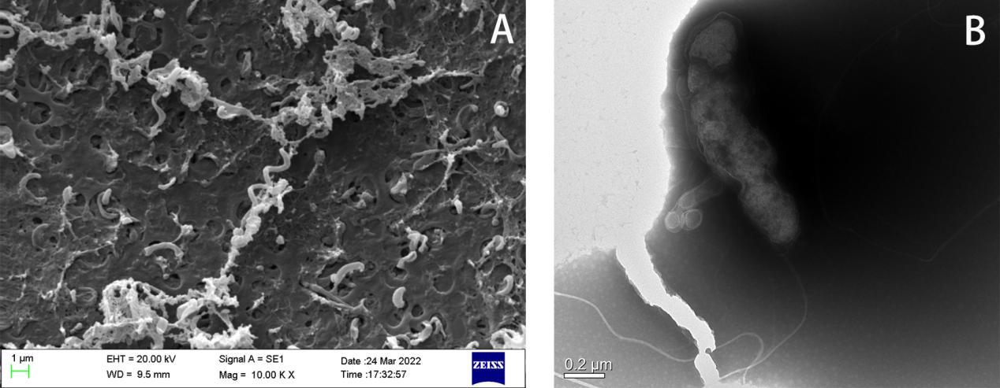 A
B
1 µm
EHT = 20.00 kV
WD = 9.5 mm
Signal A = SE1
Mag = 10.00 K X
Date :24 Mar 2022
Time :17:32:57
ZEISS
0.2 µm